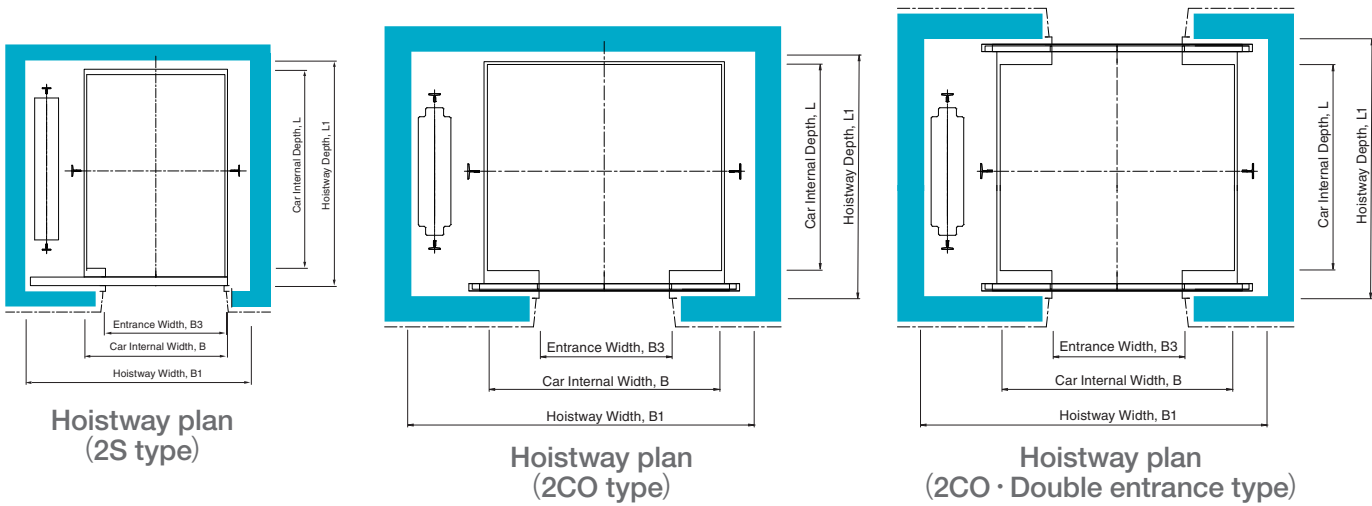 Car Internal Depth, L
Hoistway Depth, L1
Entrance Width, B3
Car Internal Width, B
Hoistway Width, B1
Hoistway plan
(2S type)
Car Internal Depth, L
Hoistway Depth, L1
Entrance Width, B3
Car Internal Width, B
Hoistway Width, B1
Hoistway plan
(2CO type)
Car Internal Depth, L
Hoistway Depth, L1
Entrance Width, B3
Car Internal Width, B
Hoistway Width, B1
Hoistway plan
(2CO · Double entrance type)